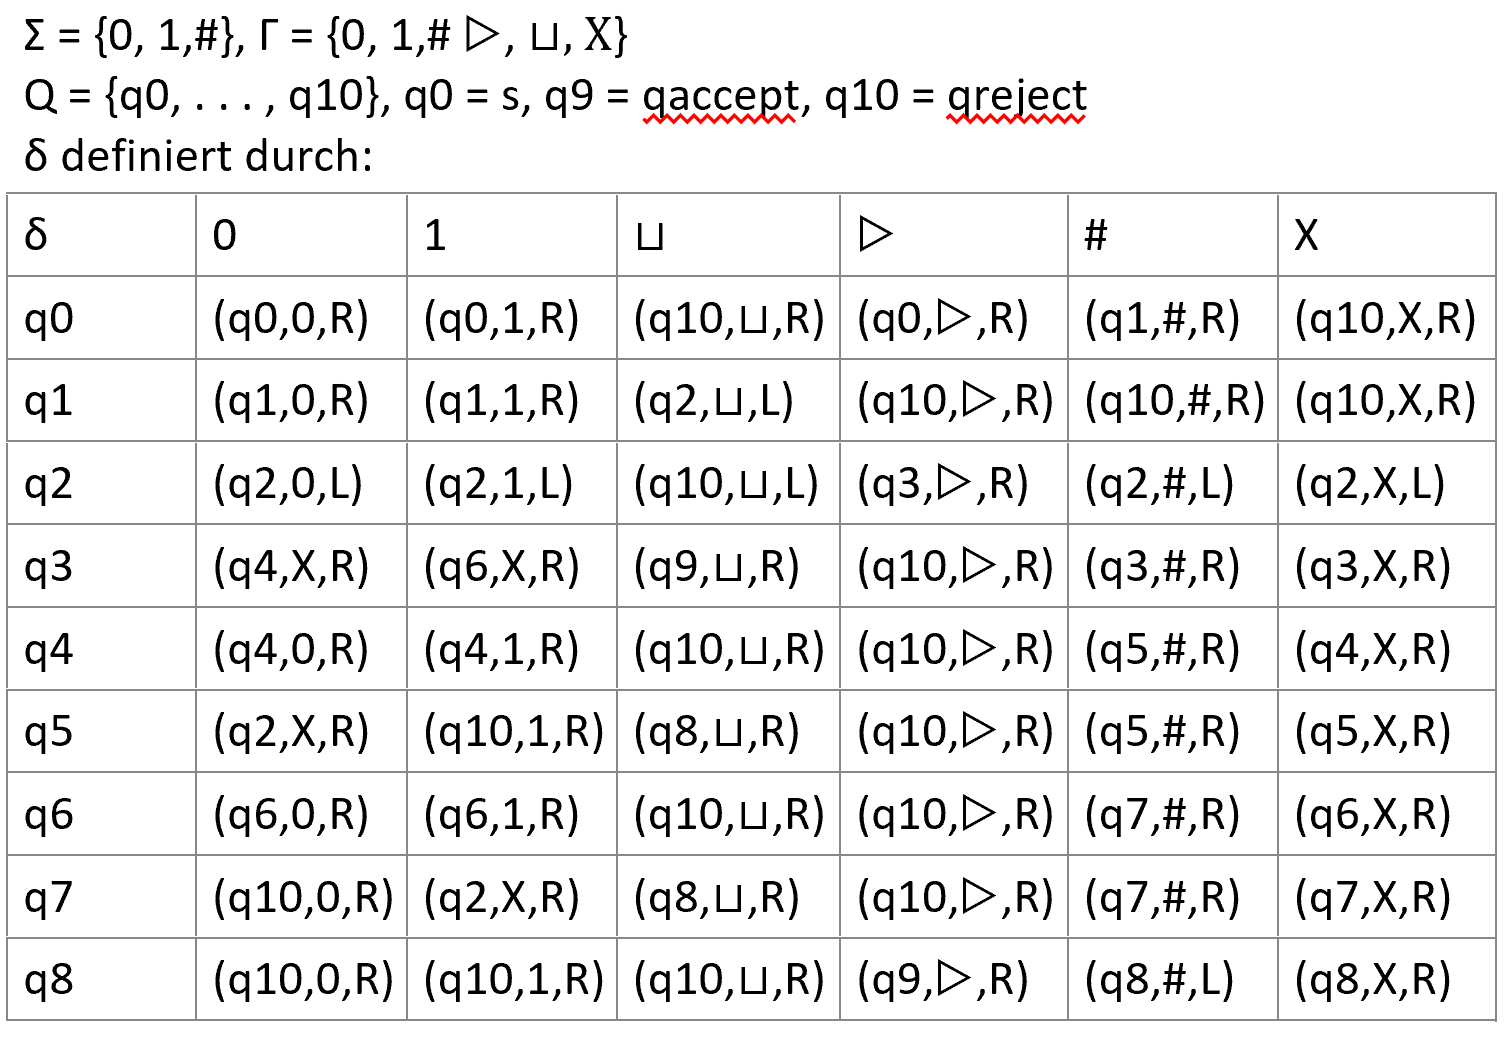 Σ = {0, 1,#}, Γ = {0, 1,# ▷, ⊔, X}
Q = {q0, . . . , q10}, q0 = s, q9 = qaccept, q10 = qreject
δ definiert durch:
δ 0 1 ⊔ ▷ # X
q0 (q0,0,R) (q0,1,R) (q10,⊔,R) (q0,▷,R) (q1,#,R) (q10,X,R)
q1 (q1,0,R) (q1,1,R) (q2,⊔,L) (q10,▷,R) (q10,#,R) (q10,X,R)
q2 (q2,0,L) (q2,1,L) (q10,⊔,L) (q3,▷,R) (q2,#,L) (q2,X,L)
q3 (q4,X,R) (q6,X,R) (q9,⊔,R) (q10,▷,R) (q3,#,R) (q3,X,R)
q4 (q4,0,R) (q4,1,R) (q10,⊔,R) (q10,▷,R) (q5,#,R) (q4,X,R)
q5 (q2,X,R) (q10,1,R) (q8,⊔,R) (q10,▷,R) (q5,#,R) (q5,X,R)
q6 (q6,0,R) (q6,1,R) (q10,⊔,R) (q10,▷,R) (q7,#,R) (q6,X,R)
q7 (q10,0,R) (q2,X,R) (q8,⊔,R) (q10,▷,R) (q7,#,R) (q7,X,R)
q8 (q10,0,R) (q10,1,R) (q10,⊔,R) (q9,▷,R) (q8,#,L) (q8,X,R)